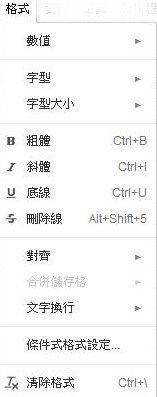 格式
數值
字型
字型大小
B 粗體 Ctrl+B
I 斜體 Ctrl+I
U 底線 Ctrl+U
S 刪除線 Alt+Shift+5
對齊
合併儲存格
文字換行
條件式格式設定...
清除格式 Ctrl+\